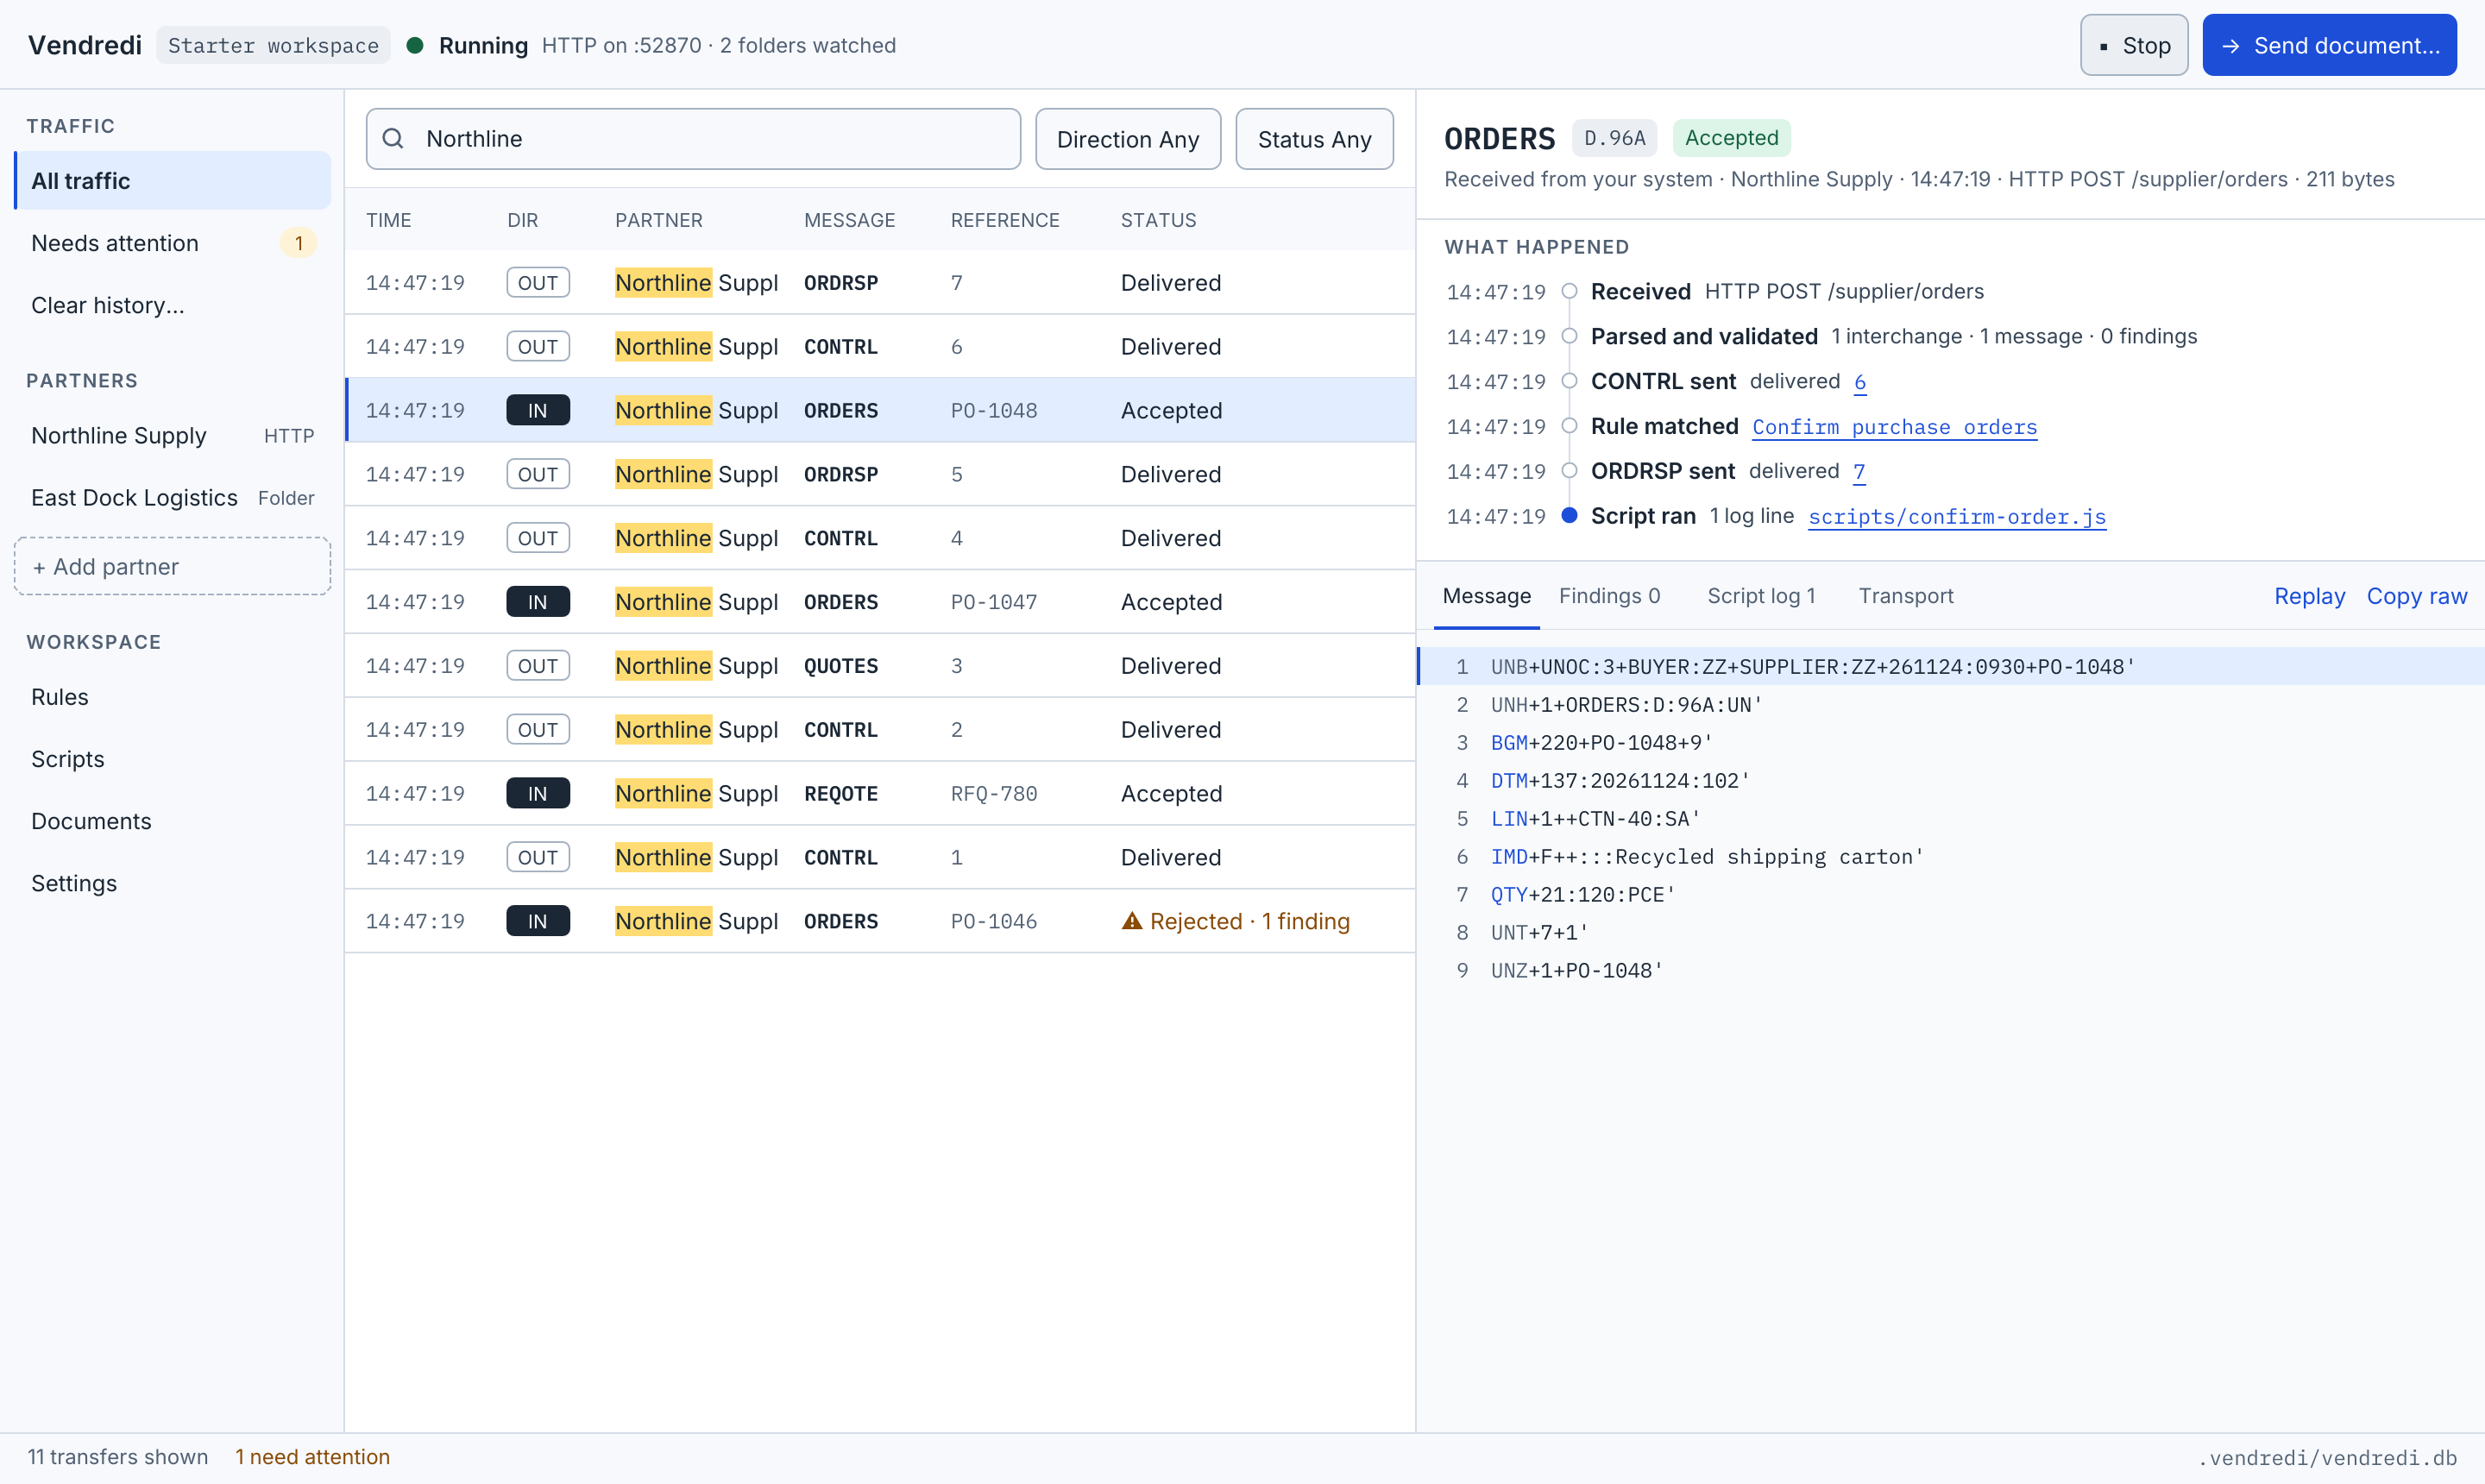 Vendredi Starter workspace Running HTTP on :52870 · 2 folders watched
▪ Stop
→ Send document...
TRAFFIC
All traffic
Needs attention 1
Clear history...
PARTNERS
Northline Supply HTTP
East Dock Logistics Folder
+ Add partner
WORKSPACE
Rules
Scripts
Documents
Settings
Northline
Direction Any
Status Any
TIME DIR PARTNER MESSAGE REFERENCE STATUS
14:47:19 OUT Northline Suppl ORDRSP 7 Delivered
14:47:19 OUT Northline Suppl CONTRL 6 Delivered
14:47:19 IN Northline Suppl ORDERS PO-1048 Accepted
14:47:19 OUT Northline Suppl ORDRSP 5 Delivered
14:47:19 OUT Northline Suppl CONTRL 4 Delivered
14:47:19 IN Northline Suppl ORDERS PO-1047 Accepted
14:47:19 OUT Northline Suppl QUOTES 3 Delivered
14:47:19 OUT Northline Suppl CONTRL 2 Delivered
14:47:19 IN Northline Suppl REQOTE RFQ-780 Accepted
14:47:19 OUT Northline Suppl CONTRL 1 Delivered
14:47:19 IN Northline Suppl ORDERS PO-1046 Rejected · 1 finding
ORDERS D.96A Accepted
Received from your system · Northline Supply · 14:47:19 · HTTP POST /supplier/orders · 211 bytes
WHAT HAPPENED
14:47:19 Received HTTP POST /supplier/orders
14:47:19 Parsed and validated 1 interchange · 1 message · 0 findings
14:47:19 CONTRL sent delivered 6
14:47:19 Rule matched Confirm purchase orders
14:47:19 ORDRSP sent delivered 7
14:47:19 Script ran 1 log line scripts/confirm-order.js
Message Findings 0 Script log 1 Transport Replay Copy raw
1 UNB+UNOC:3+BUYER:ZZ+SUPPLIER:ZZ+261124:0930+PO-1048'
2 UNH+1+ORDERS:D:96A:UN'
3 BGM+220+PO-1048+9'
4 DTM+137:20261124:102'
5 LIN+1++CTN-40:SA'
6 IMD+F++:::Recycled shipping carton'
7 QTY+21:120:PCE'
8 UNT+7+1'
9 UNZ+1+PO-1048'
11 transfers shown 1 need attention
.vendredi/vendredi.db